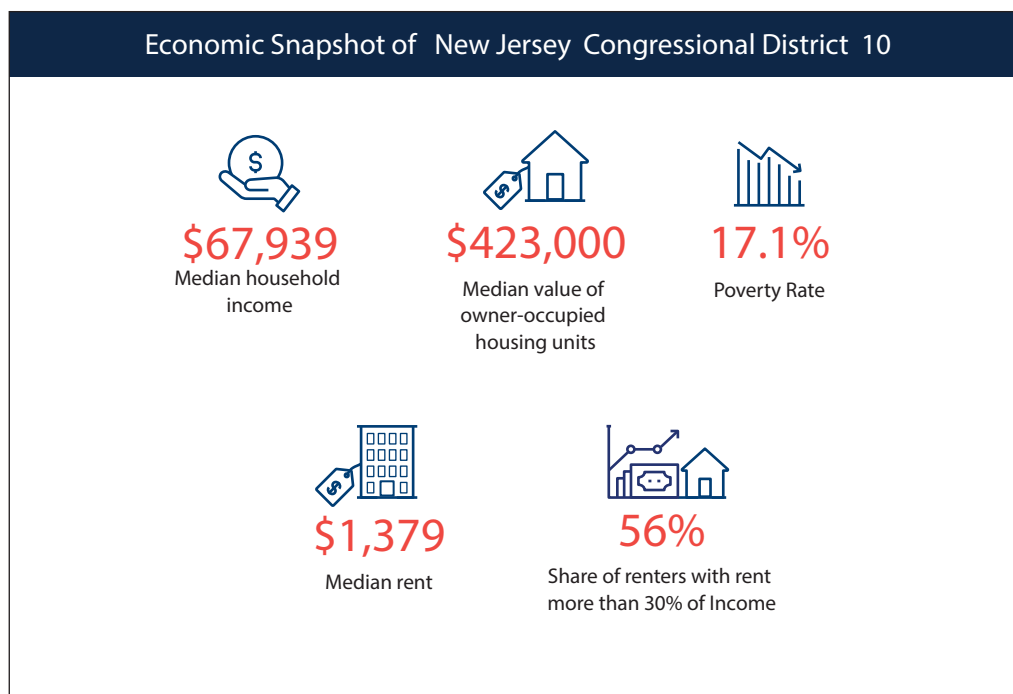 Economic Snapshot of New Jersey Congressional District 10
$
$
$67,939
Median household
income
$423,000
Median value of
owner-occupied
housing units
17.1%
Poverty Rate
$
$1,379
Median rent
56%
Share of renters with rent
more than 30% of Income